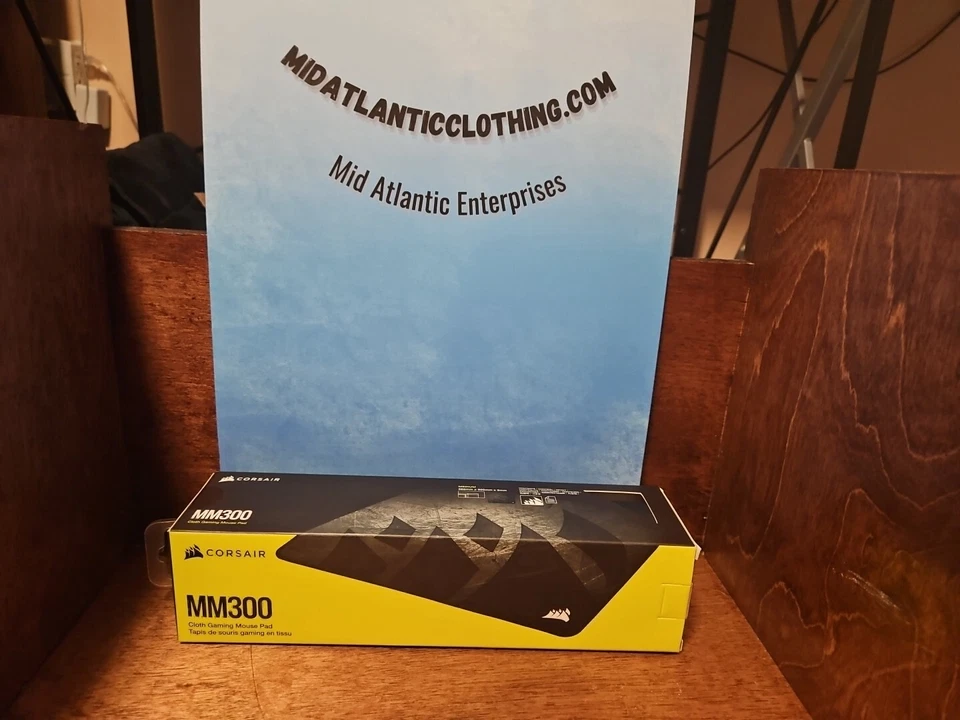 MIDATLANTICCLOTHING.COM
Mid Atlantic Enterprises
CORSAIR
MM300
Cloth Gaming Mouse Pad
CORSAIR
MM300
Cloth Gaming Mouse Pad
Tapis de souris gaming en tissu